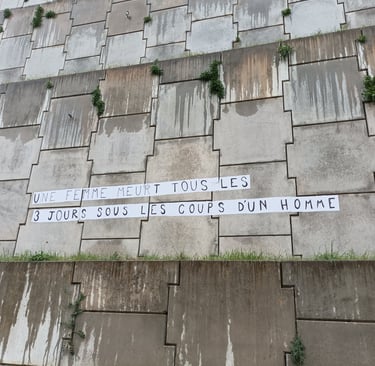 UNE FEMME MEURT TOUS LES
3 JOURS SOUS LES COUPS D'UN HOMME